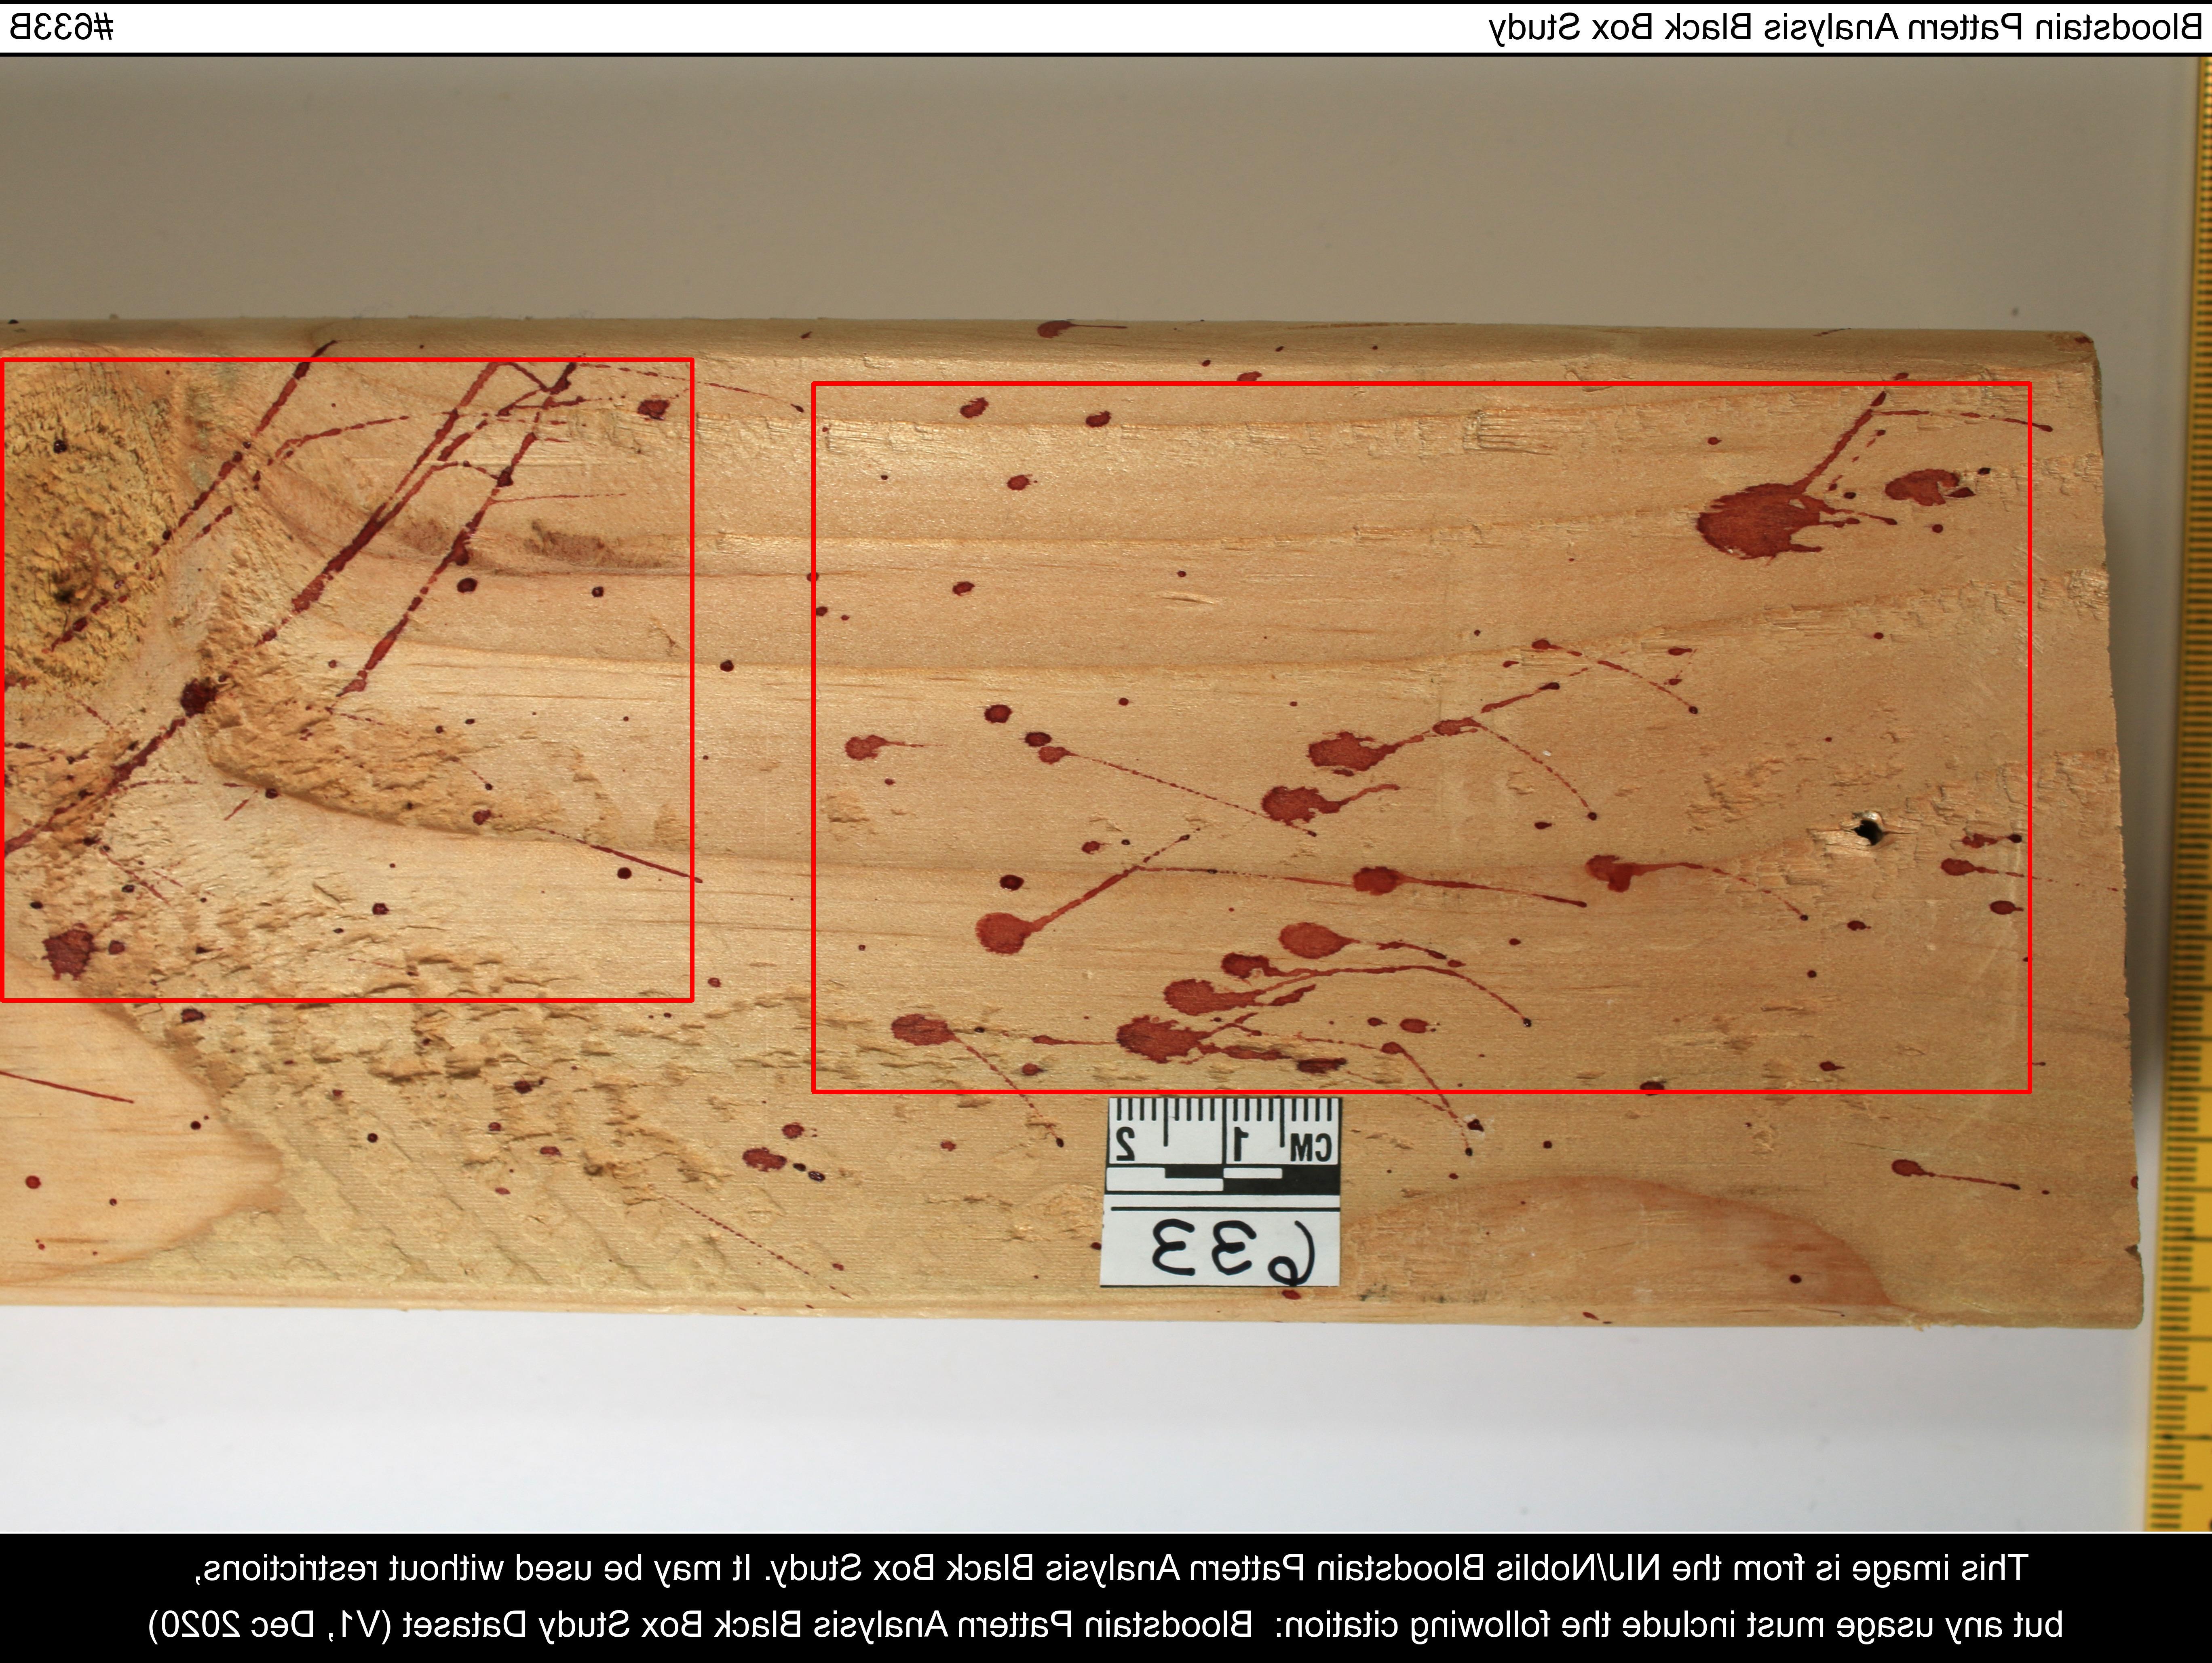 Bloodstain Pattern Analysis Black Box Study #633B
CM 1 2
633
This image is from the NIJ/Noblis Bloodstain Pattern Analysis Black Box Study. It may be used without restrictions,
but any usage must include the following citation: Bloodstain Pattern Analysis Black Box Study Dataset (V1, Dec 2020)